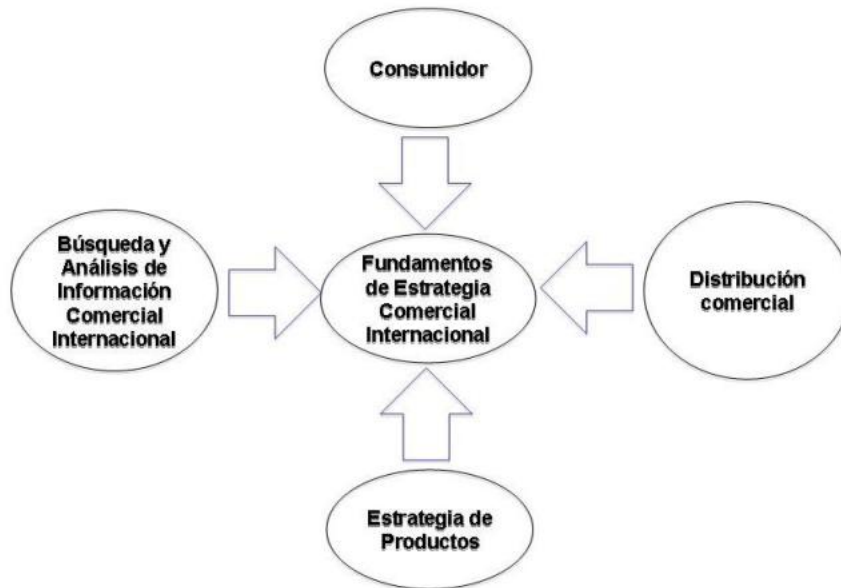 Consumidor
Búsqueda y
Análisis de
Información
Comercial
Internacional
Fundamentos
de Estrategia
Comercial
Internacional
Distribución
comercial
Estrategia de
Productos